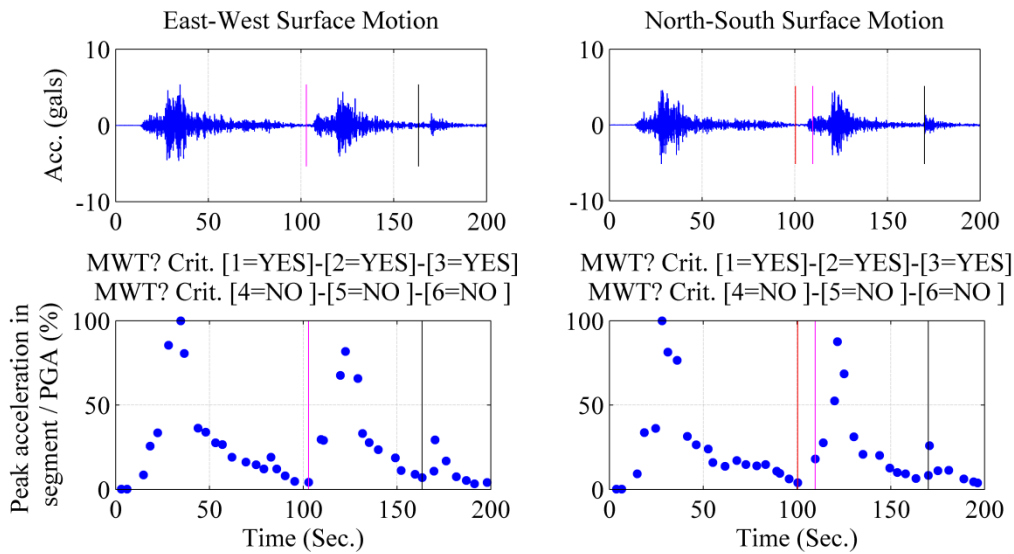 East-West Surface Motion
10
0
-10
Acc. (gals)
0 50 100 150 200
MWT? Crit. [1=YES]-[2=YES]-[3=YES]
MWT? Crit. [4=NO ]-[5=NO ]-[6=NO ]
100
50
0
Peak acceleration in
segment / PGA (%)
0 50 100 150 200
Time (Sec.)
North-South Surface Motion
10
0
-10
0 50 100 150 200
MWT? Crit. [1=YES]-[2=YES]-[3=YES]
MWT? Crit. [4=NO ]-[5=NO ]-[6=NO ]
100
50
0
0 50 100 150 200
Time (Sec.)